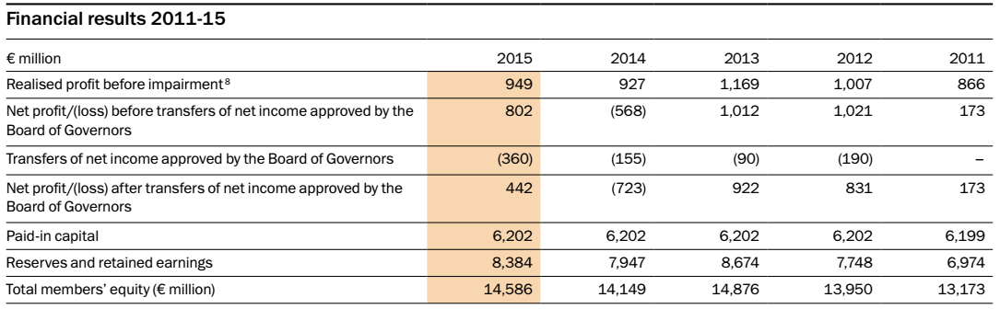 Financial results 2011-15
€ million 2015 2014 2013 2012 2011
Realised profit before impairment⁸ 949 927 1,169 1,007 866
Net profit/(loss) before transfers of net income approved by the 802 (568) 1,012 1,021 173
Board of Governors
Transfers of net income approved by the Board of Governors (360) (155) (90) (190) –
Net profit/(loss) after transfers of net income approved by the 442 (723) 922 831 173
Board of Governors
Paid-in capital 6,202 6,202 6,202 6,202 6,199
Reserves and retained earnings 8,384 7,947 8,674 7,748 6,974
Total members' equity (€ million) 14,586 14,149 14,876 13,950 13,173